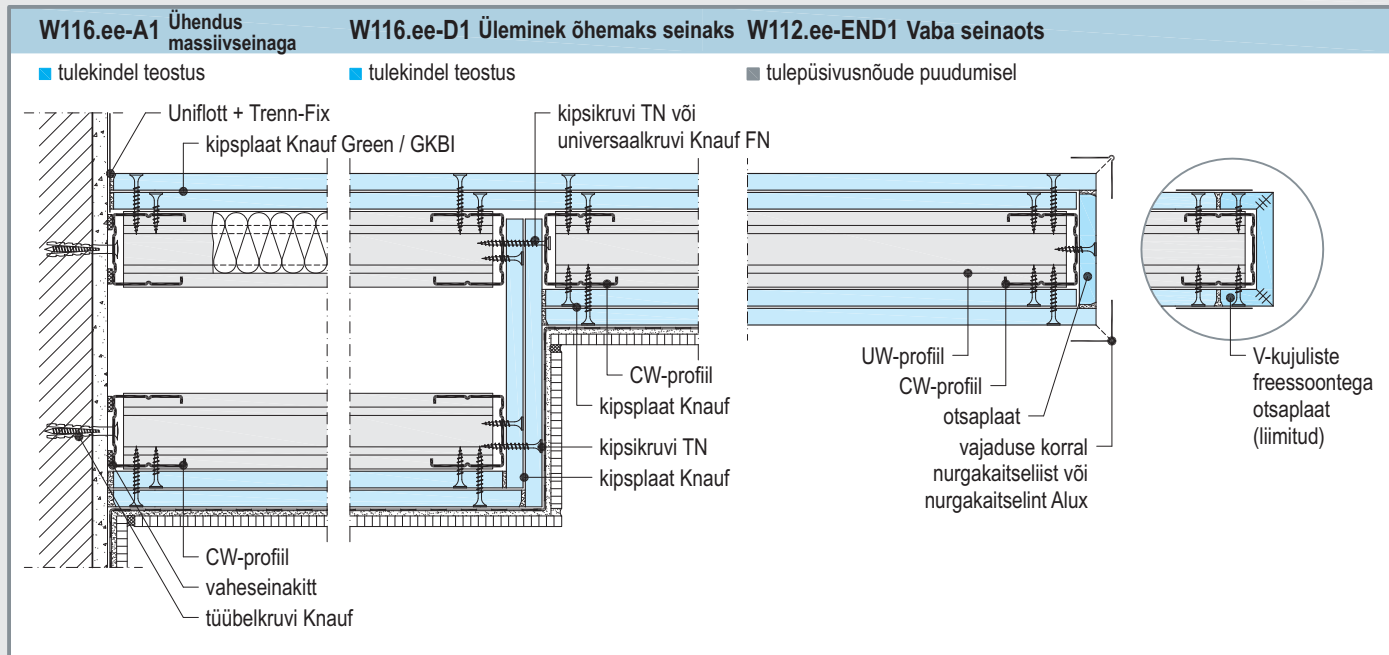 W116.ee-A1 Ühendus
massiivseinaga
W116.ee-D1 Üleminek õhemaks seinaks
W112.ee-END1 Vaba seinaots
tulekindel teostus
tulekindel teostus
tulepüsivusnõude puudumisel
Uniflott + Trenn-Fix
kipsplaat Knauf Green / GKBI
kipsikruvi TN või
universaalkruvi Knauf FN
CW-profiil
kipsplaat Knauf
kipsikruvi TN
kipsplaat Knauf
UW-profiil
CW-profiil
otsaplaat
vajaduse korral
nurgakaitseliist või
nurgakaitselint Alux
V-kujuliste
freessoontega
otsaplaat
(liimitud)
CW-profiil
vaheseinakitt
tüübelkruvi Knauf